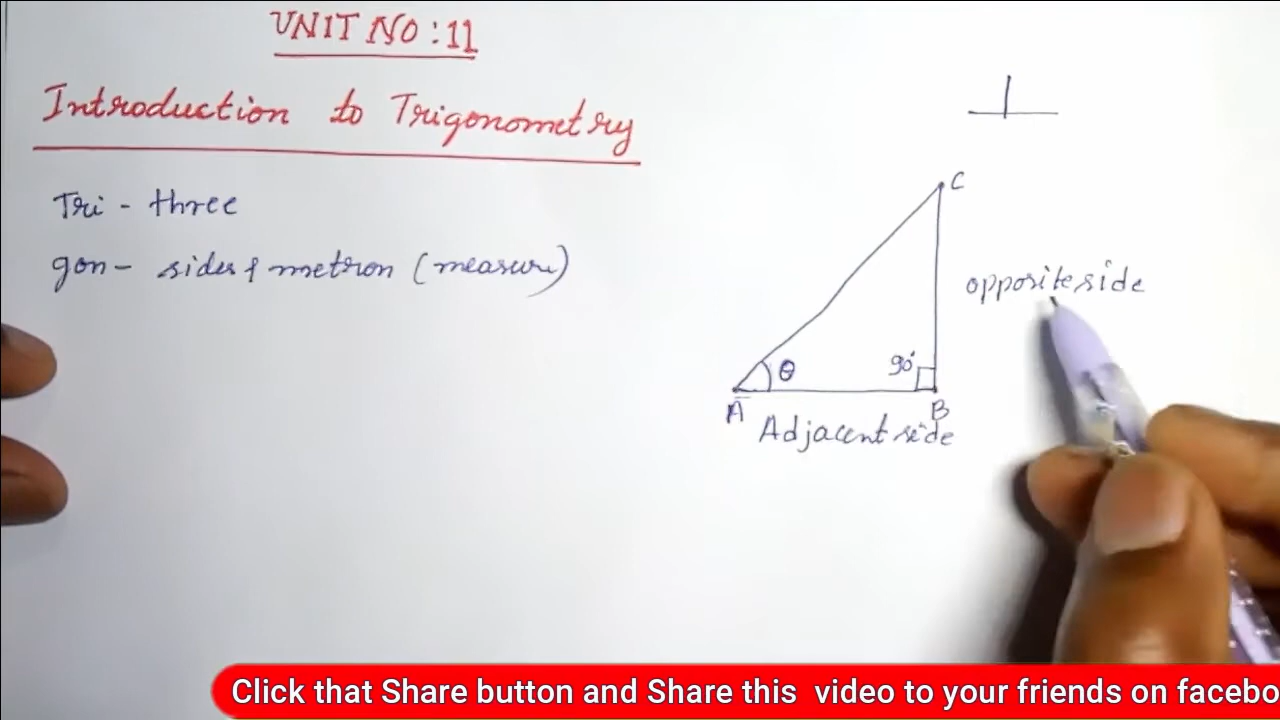 UNIT NO : 11
Introduction to Trigonometry
Tri - three
gon - sides & metron (measure)
C
opposite side
θ
90°
A
B
Adjacent side
Click that Share button and Share this video to your friends on facebo